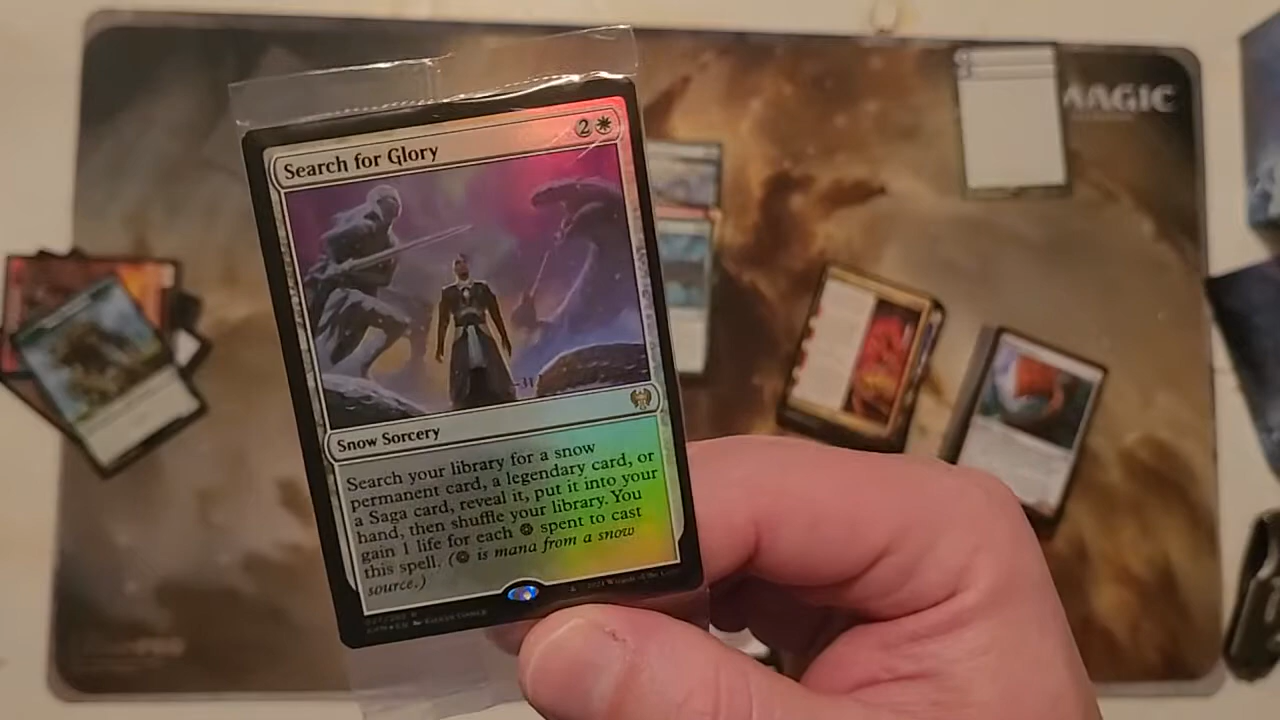 MAGIC
Search for Glory
2
Snow Sorcery
Search your library for a snow
permanent card, a legendary card, or
a Saga card, reveal it, put it into your
hand, then shuffle your library. You
gain 1 life for each spent to cast
this spell. ( is mana from a snow
source.)